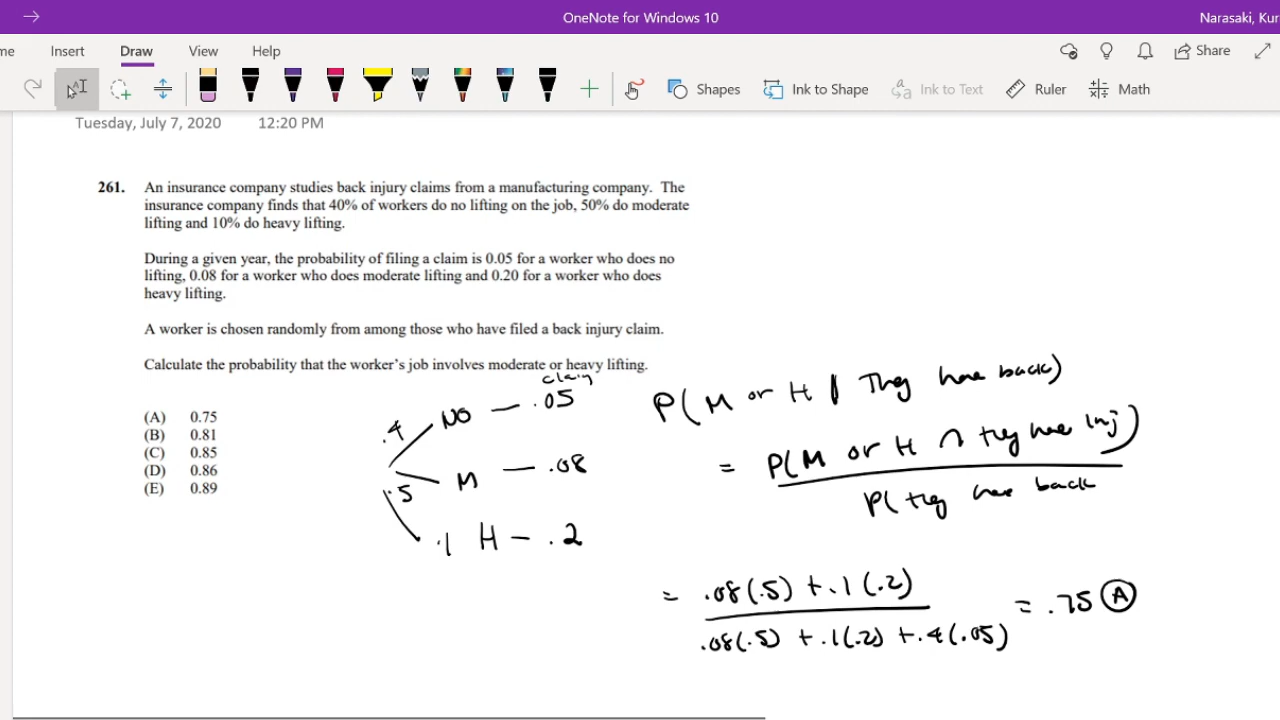 OneNote for Windows 10
Narasaki, Kur
me Insert Draw View Help
Share
Shapes Ink to Shape Ink to Text Ruler Math
Tuesday, July 7, 2020 12:20 PM
261. An insurance company studies back injury claims from a manufacturing company. The
insurance company finds that 40% of workers do no lifting on the job, 50% do moderate
lifting and 10% do heavy lifting.
During a given year, the probability of filing a claim is 0.05 for a worker who does no
lifting, 0.08 for a worker who does moderate lifting and 0.20 for a worker who does
heavy lifting.
A worker is chosen randomly from among those who have filed a back injury claim.
Calculate the probability that the worker's job involves moderate or heavy lifting.
(A) 0.75
(B) 0.81
(C) 0.85
(D) 0.86
(E) 0.89
claim
.4 NO — .05
.5 M — .08
.1 H — .2
P(M or H | They have back)
= P(M or H ∩ they have Inj)
P(they have back
= .08(.5) + .1(.2)
.08(.5) + .1(.2) + .4(.05)
= .75 (A)